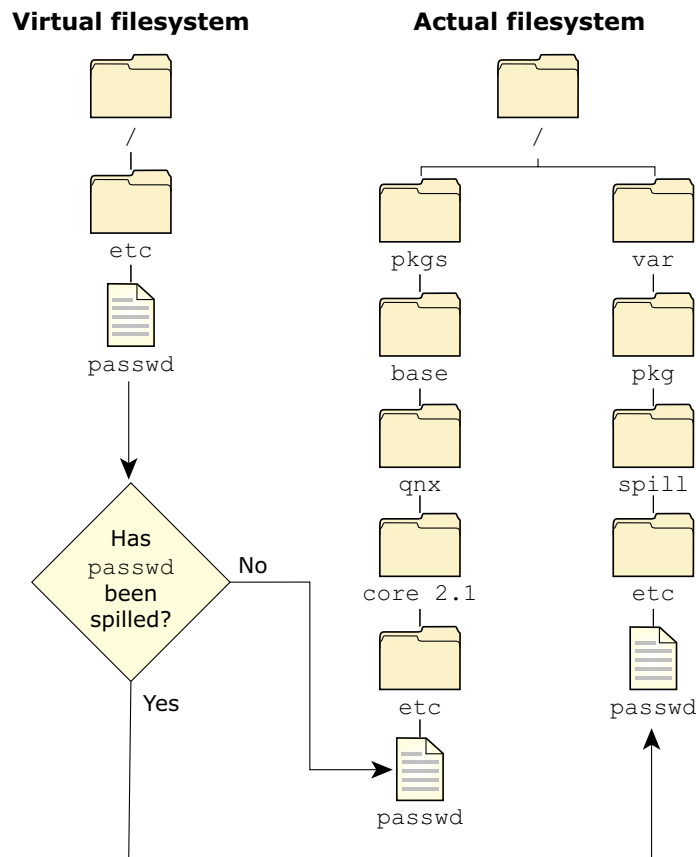 Virtual filesystem
/
etc
passwd
Has
passwd
been
spilled?
No
Yes
Actual filesystem
/
pkgs
base
qnx
core 2.1
etc
passwd
var
pkg
spill
etc
passwd